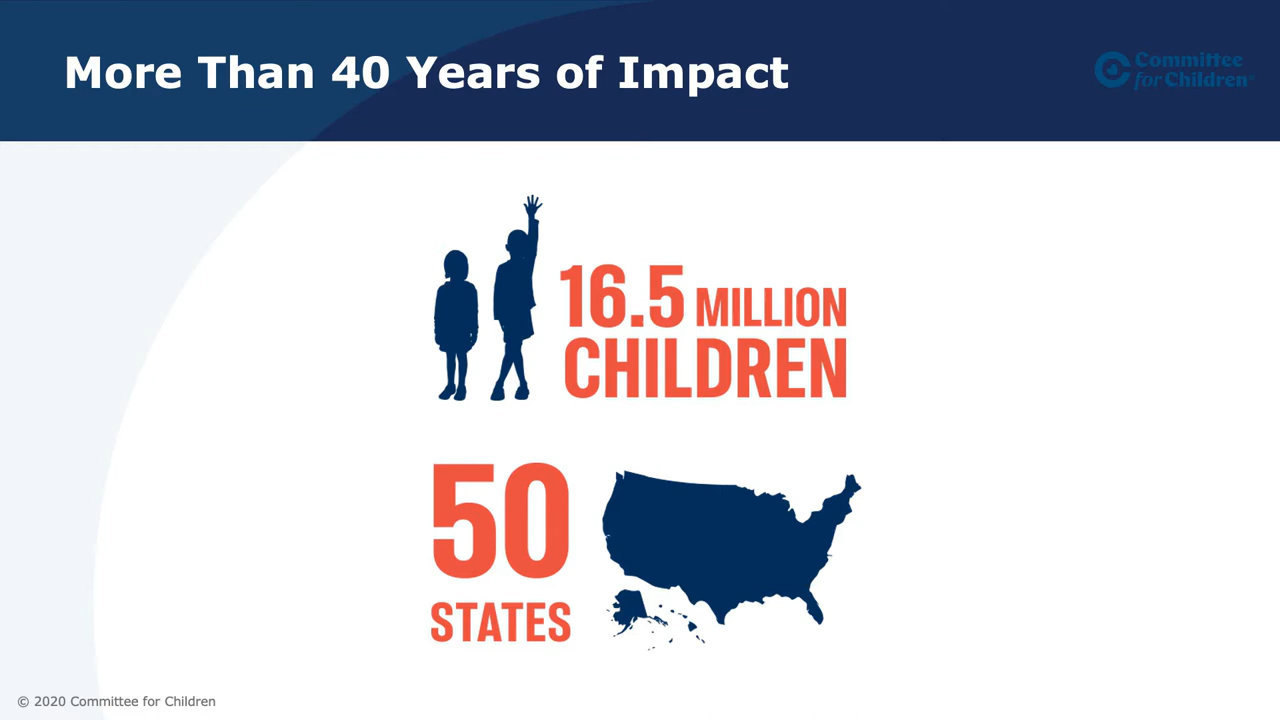 More Than 40 Years of Impact
Committee
for Children®
16.5 MILLION
CHILDREN
50
STATES
© 2020 Committee for Children